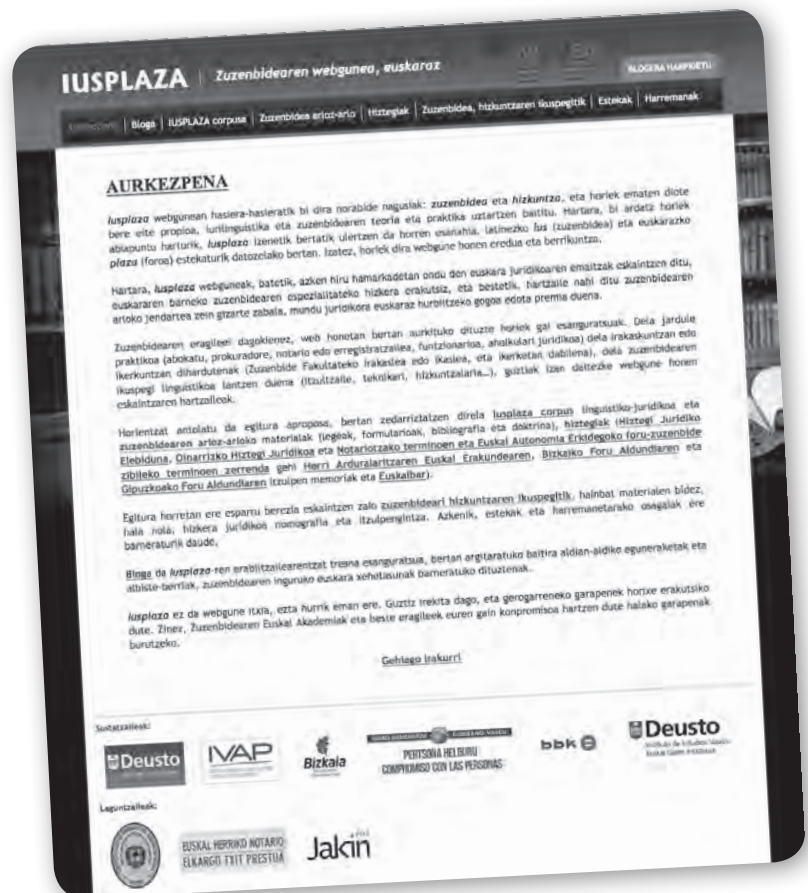 IUSPLAZA | Zuzenbidearen webgunea, euskaraz
BLOGERA HARPIDETU
| Bloga | IUSPLAZA corpusa | Zuzenbidea arloz-arlo | Hiztegiak | Zuzenbidea, hizkuntzaren ikuspegitik | Estekak | Harremanak
AURKEZPENA
Iusplaza webgunean hasiera-hasieratik bi dira norabide nagusiak: zuzenbidea eta hizkuntza, eta horiek ematen diote
bere eite propioa, iurilinguistika eta zuzenbidearen teoria eta praktika uztartzen baititu. Hartara, bi ardatz horiek
abiapuntu harturik, Iusplaza izenetik bertatik ulertzen da horren esanahia, latinezko ius (zuzenbidea) eta euskarazko
plaza (foroa) estekaturik datozelako bertan. Izatez, horiek dira webgune honen eredua eta berrikuntza.
Hartara, Iusplaza webguneak, batetik, azken hiru hamarkadetan ondu den euskara juridikoaren emaitzak eskaintzen ditu,
euskararen barneko zuzenbidearen espezialitateko hizkera erakutsiz, eta bestetik, hartzaile nahi ditu zuzenbidearen
arloko jendartea zein gizarte zabala, mundu juridikora euskaraz hurbiltzeko gogoa edota premia duena.
Zuzenbidearen eragileei dagokienez, web honetan bertan aurkituko dituzte horiek gai esanguratsuak. Dela jardule
praktikoa (abokatu, prokuradore, notario edo erregistratzailea, funtzionarioa, aholkulari juridikoa) dela irakaskuntzan edo
ikerkuntzan dihardutenak (Zuzenbide Fakultateko irakaslea edo ikaslea, eta ikerketan dabilena), dela zuzenbidearen
ikuspegi linguistikoa lantzen duena (itzultzaile, teknikari, hizkuntzalaria…), guztiak izan daitezke webgune honen
eskaintzaren hartzaileak.
Horientzat antolatu da egitura aproposa, bertan zedarriztatzen direla Iusplaza corpus linguistiko-juridikoa eta
zuzenbidearen arloz-arloko materialak (legeak, formularioak, bibliografia eta doktrina), hiztegiak (Hiztegi Juridiko
Elebiduna, Oinarrizko Hiztegi Juridikoa eta Notariotzako terminoen eta Euskal Autonomia Erkidegoko foru-zuzenbide
zibileko terminoen zerrenda gehi Herri Arduralaritzaren Euskal Erakundearen, Bizkaiko Foru Aldundiaren eta
Gipuzkoako Foru Aldundiaren itzulpen memoriak eta Euskalbar).
Egitura horretan ere esparru berezia eskaintzen zaio zuzenbideari hizkuntzaren ikuspegitik, hainbat materialen bidez,
hala nola, hizkera juridikoa nomografia eta itzulpengintza. Azkenik, estekak eta harremanetarako osagaiak ere
barneraturik daude.
Bloga da Iusplaza-ren erabiltzailearentzat tresna esanguratsua, bertan argitaratuko baitira aldian-aldiko eguneraketak eta
albiste-berriak, zuzenbidearen inguruko euskara xehetasunak barneratuko dituztenak.
Iusplaza ez da webgune itxia, ezta hurrik eman ere. Guztiz irekita dago, eta gerogarreneko garapenek horixe erakutsiko
dute. Zinez, Zuzenbidearen Euskal Akademiak eta beste eragileek euren gain konpromisoa hartzen dute halako garapenak
burutzeko.
Gehiago irakurri
Sustatzaileak:
Deusto
IVAP
Bizkaia
PERTSONA HELBURU
COMPROMISO CON LAS PERSONAS
bbk
Deusto
Laguntzaileak:
EUSKAL HERRIKO NOTARIO
ELKARGO TXIT PRESTUA
Jakin